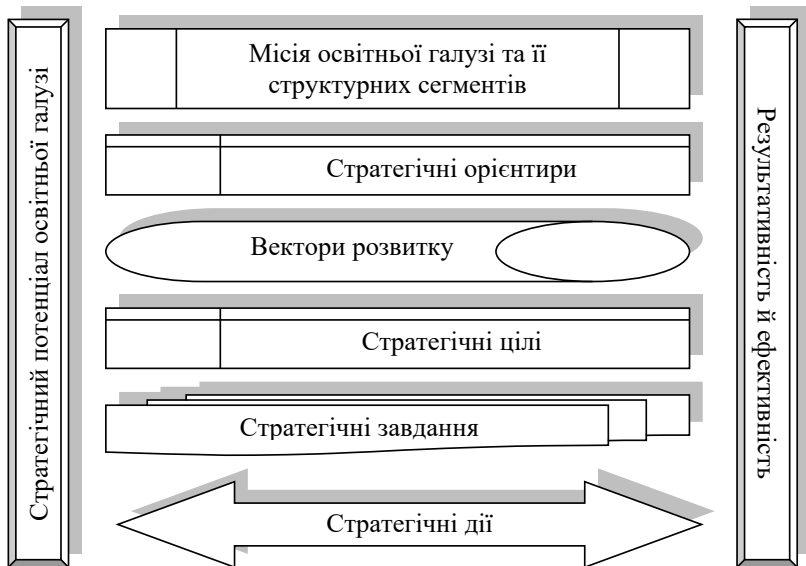 Стратегічний потенціал освітної галузі
Місія освітньої галузі та її
структурних сегментів
Стратегічні орієнтири
Вектори розвитку
Стратегічні цілі
Стратегічні завдання
Стратегічні дії
Результативність й ефективність